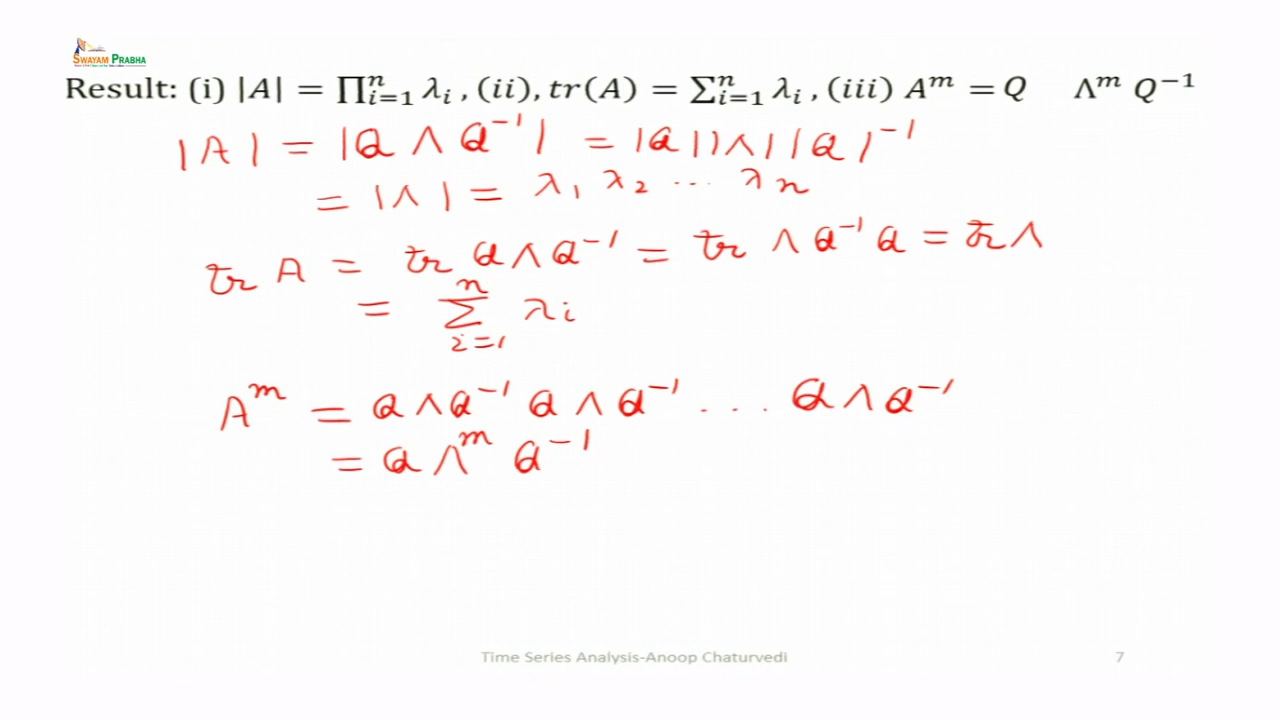 SWAYAM PRABHA
Result: (i) |A| = ∏ⁿᵢ₌₁ λᵢ , (ii), tr(A) = ∑ⁿᵢ₌₁ λᵢ , (iii) Aᵐ = Q Λᵐ Q⁻¹
|A| = |Q Λ Q⁻¹| = |Q||Λ||Q|⁻¹
= |Λ| = λ₁ λ₂ ... λₙ
tr A = tr Q Λ Q⁻¹ = tr Λ Q⁻¹ Q = tr Λ
= ∑ⁿᵢ₌₁ λi
Aᵐ = Q Λ Q⁻¹ Q Λ Q⁻¹ ... Q Λ Q⁻¹
= Q Λᵐ Q⁻¹
Time Series Analysis-Anoop Chaturvedi
7